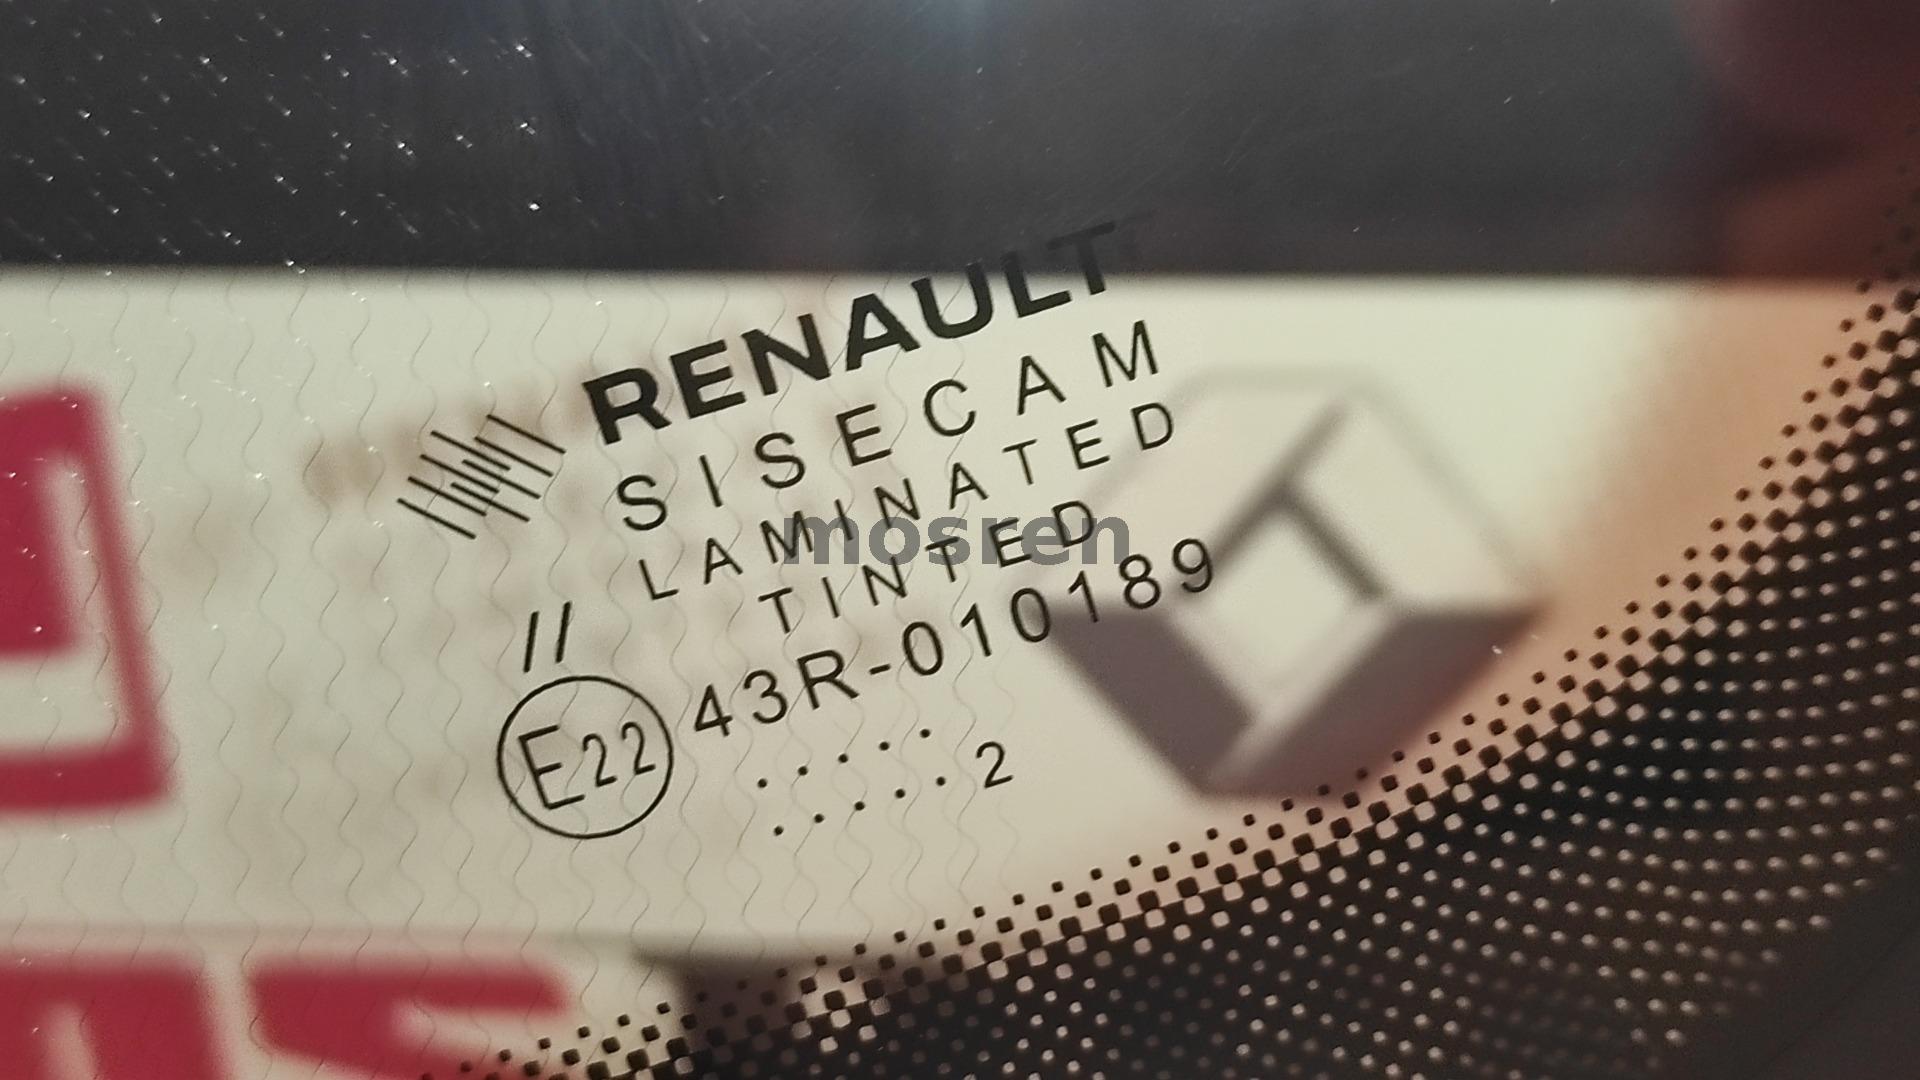 RENAULT
SISECAM
LAMINATED
TINTED
//
E22 43R-010189
. . . . .
. . . . . 2
mosren